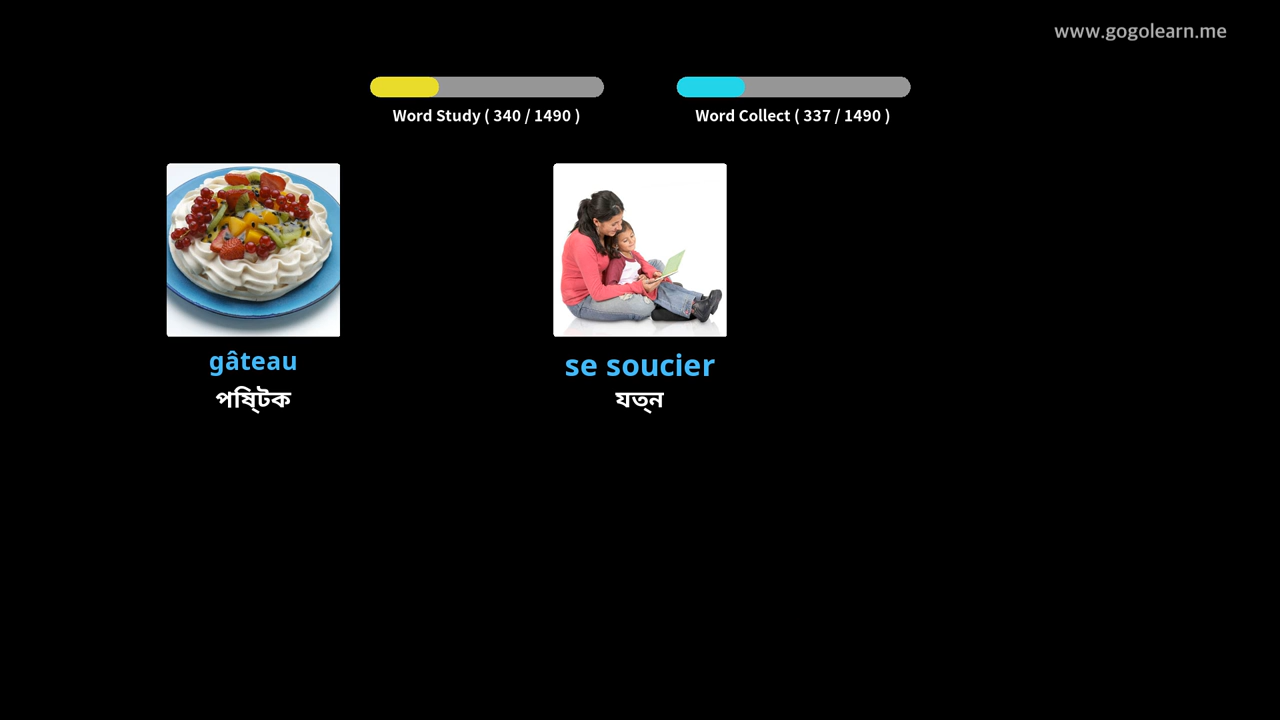 www.gogolearn.me
Word Study ( 340 / 1490 )
Word Collect ( 337 / 1490 )
gâteau
পিষ্টক
se soucier
যত্ন